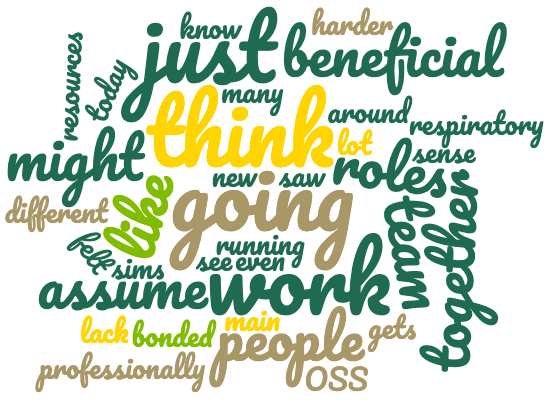 know
harder
just
beneficial
resources
today
many
think
around
respiratory
lot
might
sense
roles
new
saw
like
going
different
team
together
felt
running
sims
see
even
assume
work
lack
bonded
main
people
gets
professionally
OSS